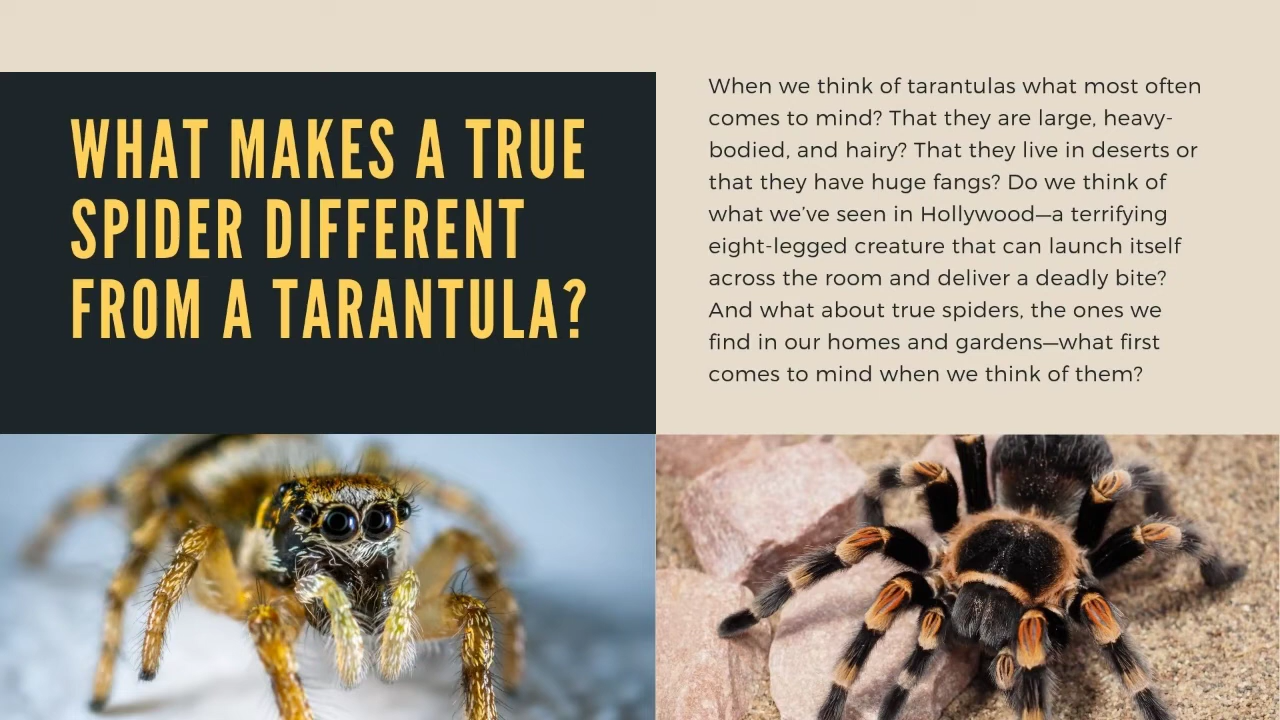 WHAT MAKES A TRUE
SPIDER DIFFERENT
FROM A TARANTULA?
When we think of tarantulas what most often
comes to mind? That they are large, heavy-
bodied, and hairy? That they live in deserts or
that they have huge fangs? Do we think of
what we've seen in Hollywood—a terrifying
eight-legged creature that can launch itself
across the room and deliver a deadly bite?
And what about true spiders, the ones we
find in our homes and gardens—what first
comes to mind when we think of them?